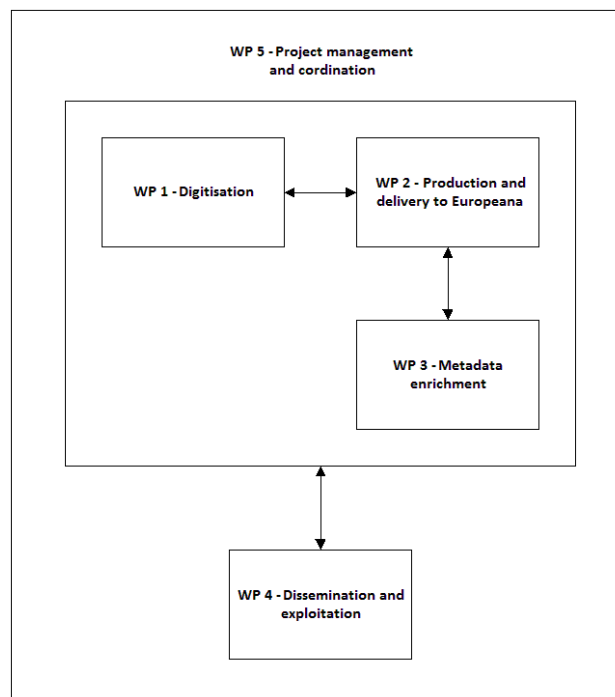 WP 5 - Project management
and cordination
WP 1 - Digitisation
WP 2 - Production and
delivery to Europeana
WP 3 - Metadada
enrichment
WP 4 - Dissemination and
exploitation